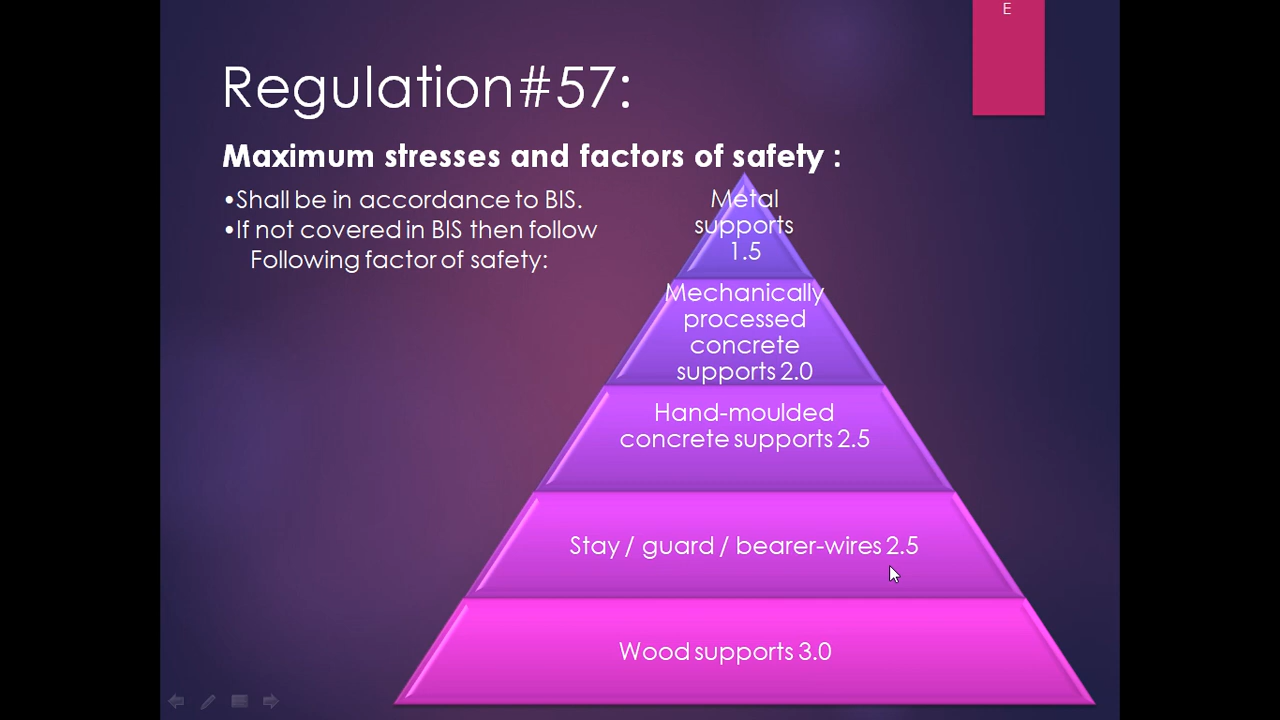 E
Regulation#57:
Maximum stresses and factors of safety :
•Shall be in accordance to BIS.
•If not covered in BIS then follow
Following factor of safety:
Metal
supports
1.5
Mechanically
processed
concrete
supports 2.0
Hand-moulded
concrete supports 2.5
Stay / guard / bearer-wires 2.5
Wood supports 3.0